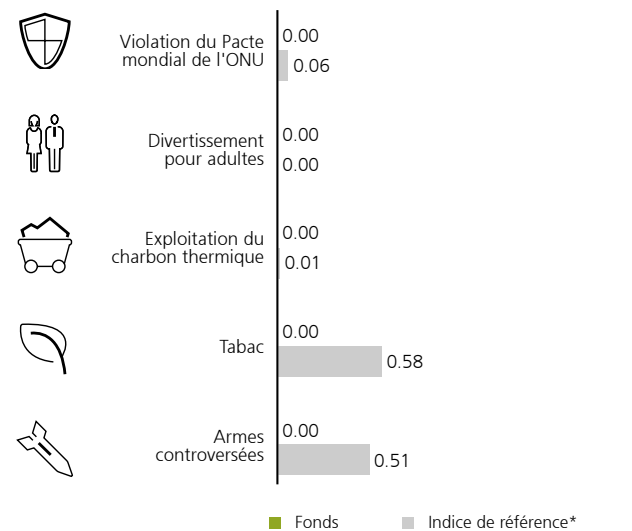 Violation du Pacte
mondial de l'ONU
0.00
0.06
Divertissement
pour adultes
0.00
0.00
Exploitation du
charbon thermique
0.00
0.01
Tabac
0.00
0.58
Armes
controversées
0.00
0.51
Fonds Indice de référence*